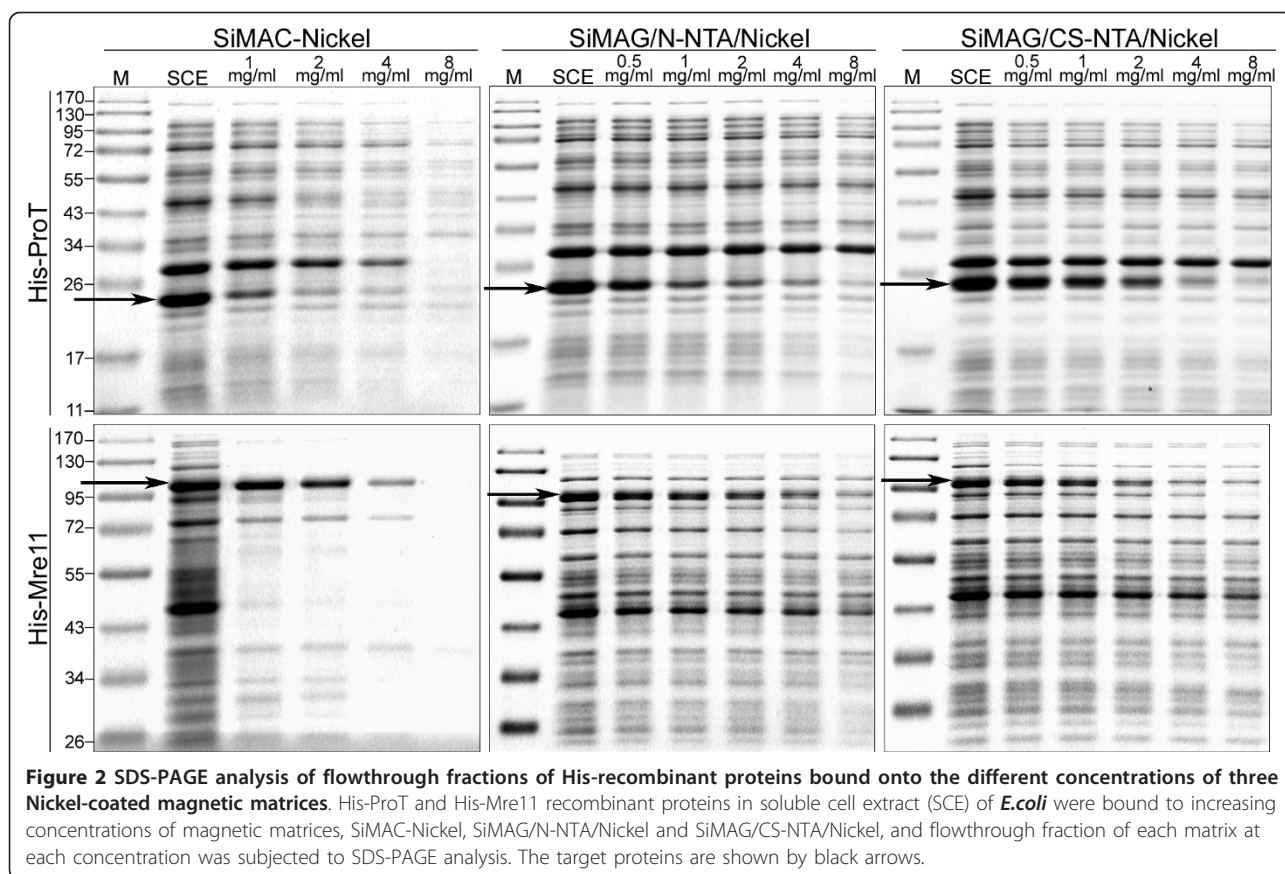 SiMAC-Nickel
SiMAG/N-NTA/Nickel
SiMAG/CS-NTA/Nickel
M SCE 1 mg/ml 2 mg/ml 4 mg/ml 8 mg/ml
M SCE 0.5 mg/ml 1 mg/ml 2 mg/ml 4 mg/ml 8 mg/ml
M SCE 0.5 mg/ml 1 mg/ml 2 mg/ml 4 mg/ml 8 mg/ml
His-ProT
170
130
95
72
55
43
34
26
17
11
His-Mre11
170
130
95
72
55
43
34
26
Figure 2 SDS-PAGE analysis of flowthrough fractions of His-recombinant proteins bound onto the different concentrations of three
Nickel-coated magnetic matrices. His-ProT and His-Mre11 recombinant proteins in soluble cell extract (SCE) of E.coli were bound to increasing
concentrations of magnetic matrices, SiMAC-Nickel, SiMAG/N-NTA/Nickel and SiMAG/CS-NTA/Nickel, and flowthrough fraction of each matrix at
each concentration was subjected to SDS-PAGE analysis. The target proteins are shown by black arrows.